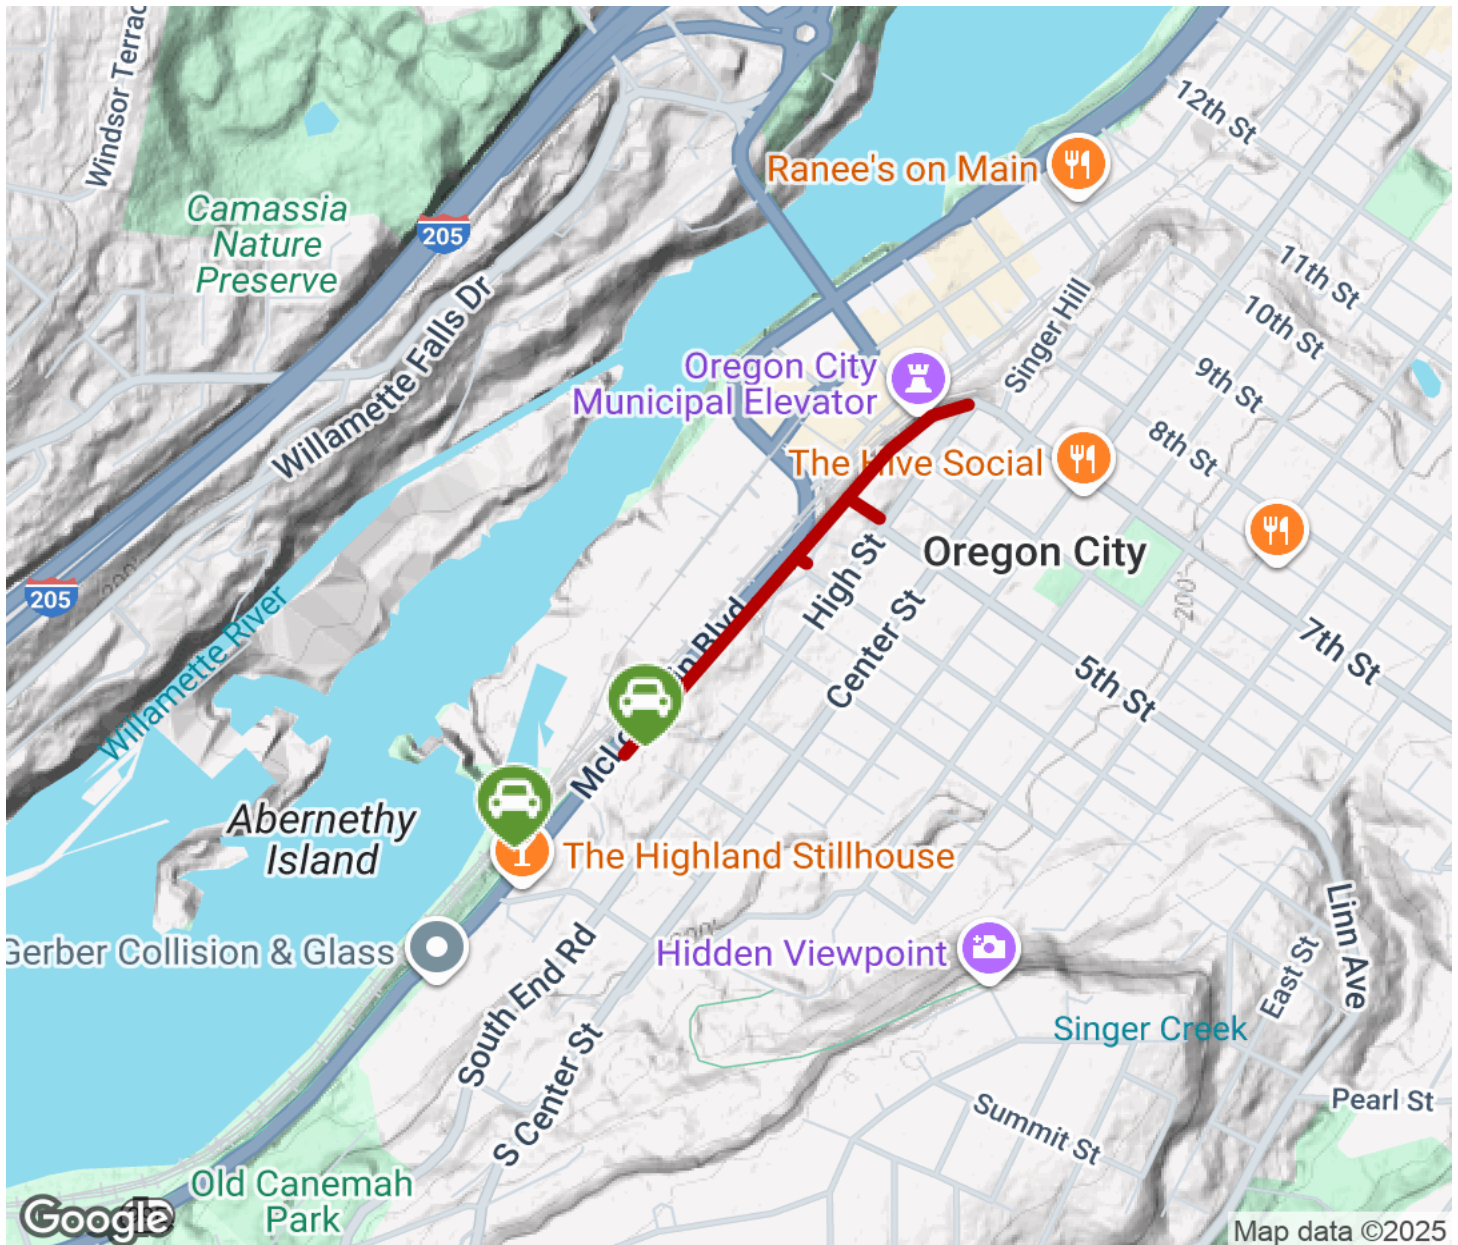 Windsor Terrac
12th St
Ranee's on Main
Camassia
Nature
Preserve
205
11th St
Singer Hill
10th St
Willamette Falls Dr
Oregon City
Municipal Elevator
9th St
8th St
The Hive Social
Oregon City
High St
205
200'
Willamette River
Center St
7th St
5th St
McLo
in Blvd
Abernethy
Island
The Highland Stillhouse
Linn Ave
Gerber Collision & Glass
South End Rd
Hidden Viewpoint
East St
Singer Creek
S Center St
Pearl St
Summit St
Old Canemah
Park
Google
Map data ©2025